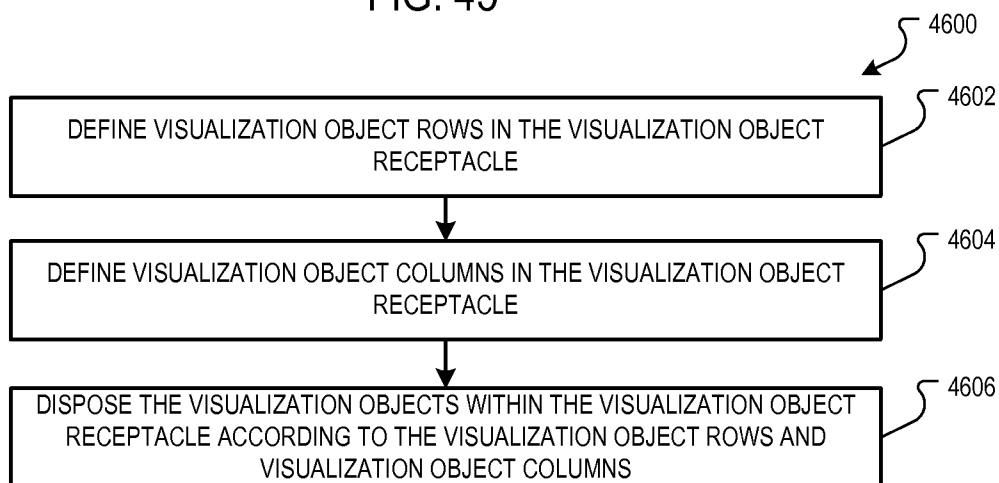 FIG. 45
4600
4602
DEFINE VISUALIZATION OBJECT ROWS IN THE VISUALIZATION OBJECT
RECEPTACLE
4604
DEFINE VISUALIZATION OBJECT COLUMNS IN THE VISUALIZATION OBJECT
RECEPTACLE
4606
DISPOSE THE VISUALIZATION OBJECTS WITHIN THE VISUALIZATION OBJECT
RECEPTACLE ACCORDING TO THE VISUALIZATION OBJECT ROWS AND
VISUALIZATION OBJECT COLUMNS